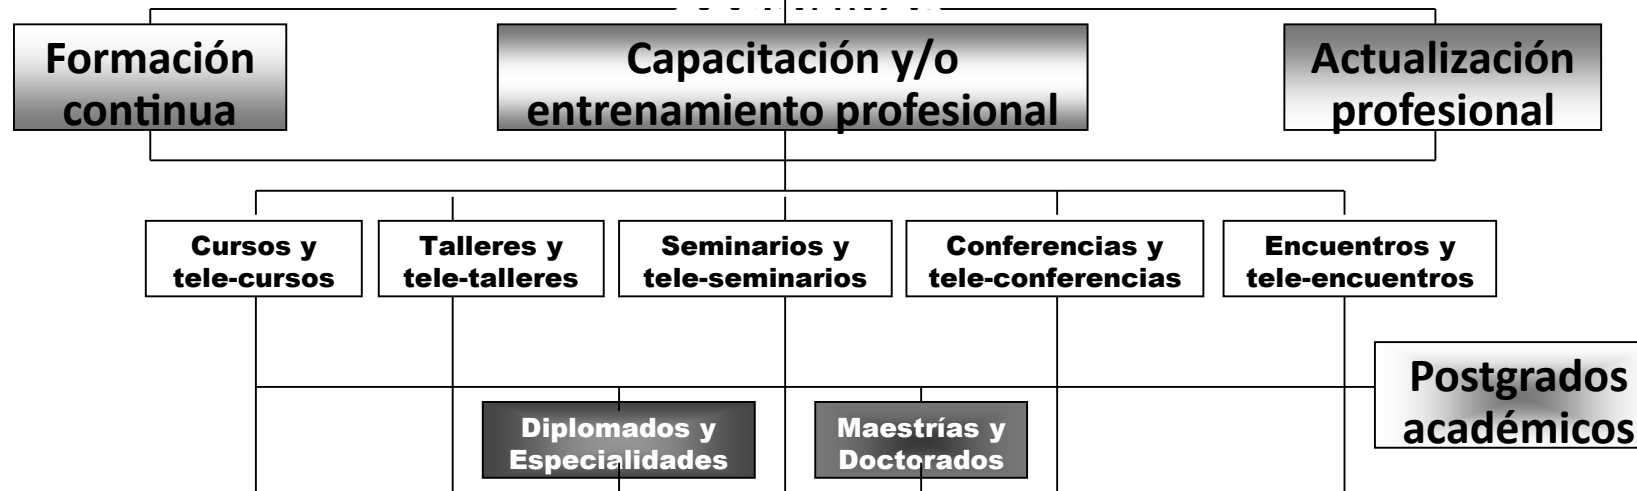 Formación
continua
Capacitación y/o
entrenamiento profesional
Actualización
profesional
Cursos y
tele-cursos
Talleres y
tele-talleres
Seminarios y
tele-seminarios
Conferencias y
tele-conferencias
Encuentros y
tele-encuentros
Postgrados
académicos
Diplomados y
Especialidades
Maestrías y
Doctorados